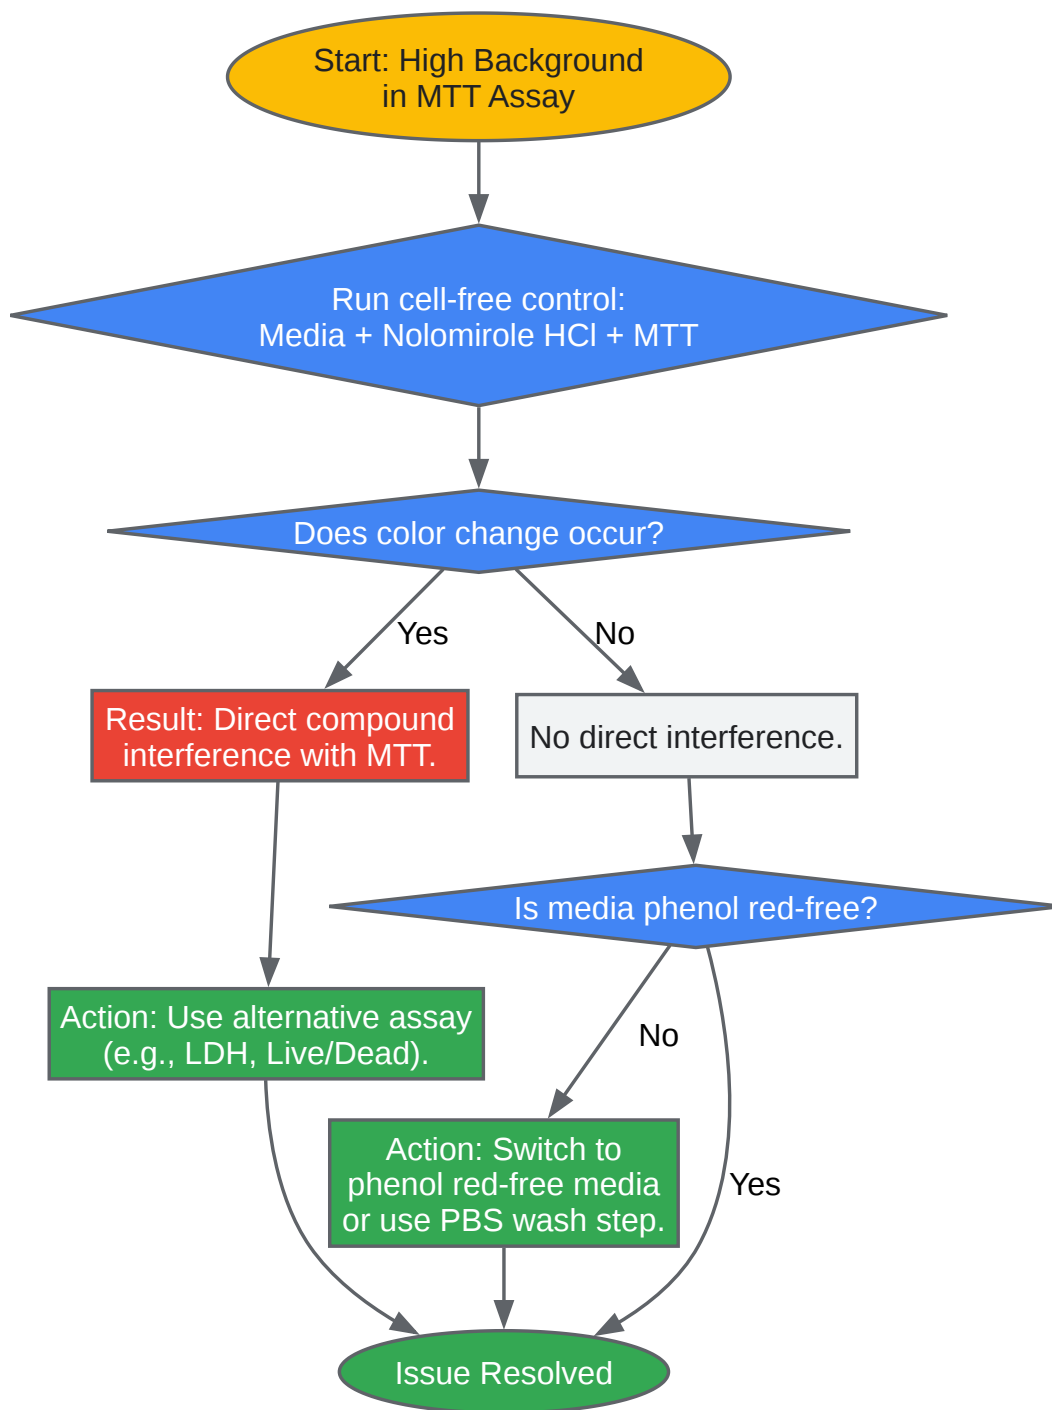 Start: High Background
in MTT Assay
Run cell-free control:
Media + Nolomirole HCl + MTT
Does color change occur?
Yes
No
Result: Direct compound
interference with MTT.
No direct interference.
Is media phenol red-free?
Action: Use alternative assay
(e.g., LDH, Live/Dead).
No
Action: Switch to
phenol red-free media
or use PBS wash step.
Yes
Issue Resolved